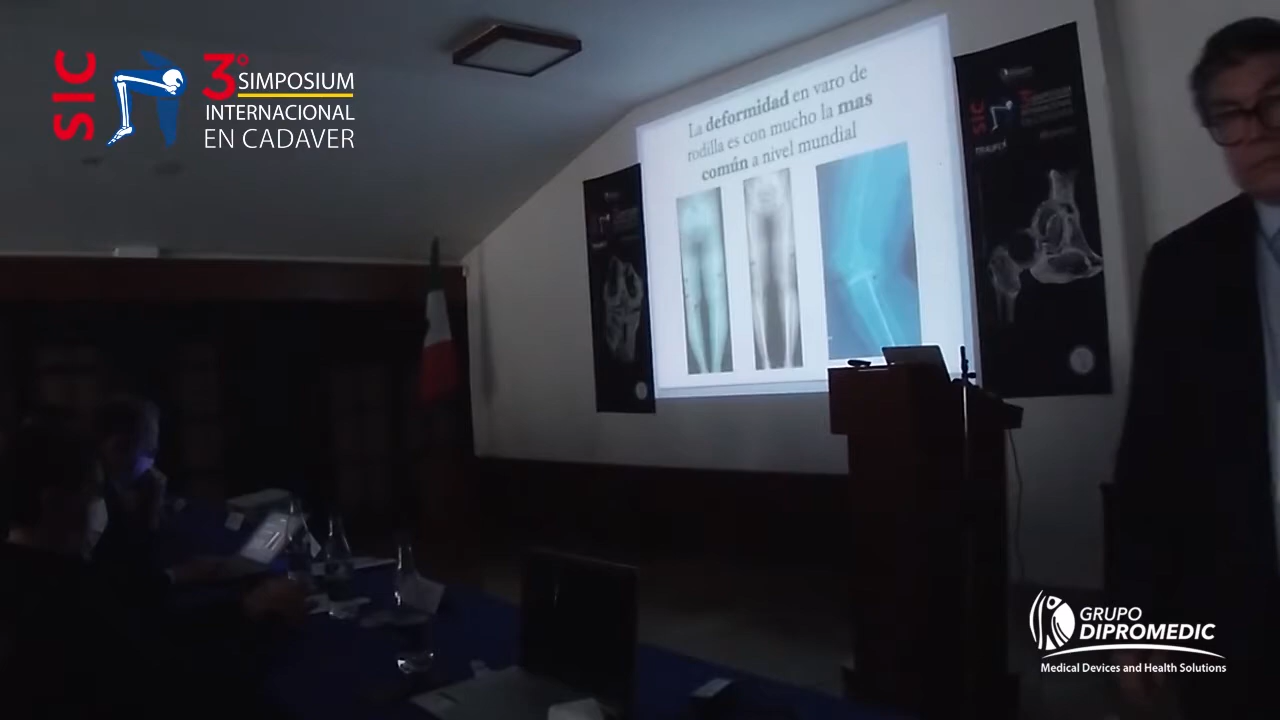 SIC
3°
SIMPOSIUM
INTERNACIONAL
EN CADAVER
La deformidad en varo de
rodilla es con mucho la mas
común a nivel mundial
SIC
GRUPO
DIPROMEDIC
Medical Devices and Health Solutions